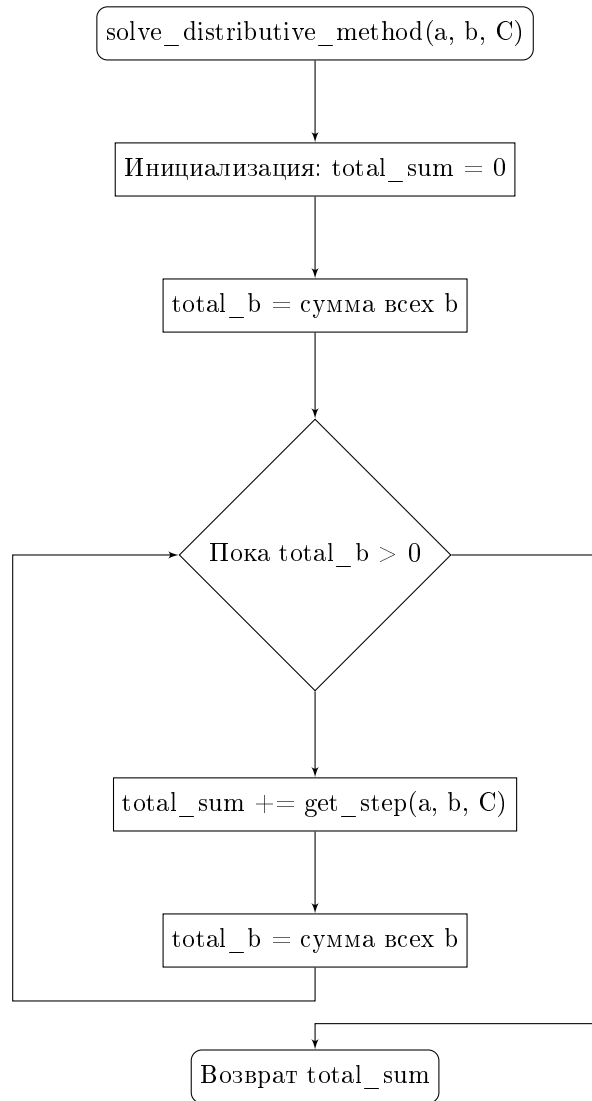 solve_distributive_method(a, b, C)
Инициализация: total_sum = 0
total_b = сумма всех b
Пока total_b > 0
total_sum += get_step(a, b, C)
total_b = сумма всех b
Возврат total_sum